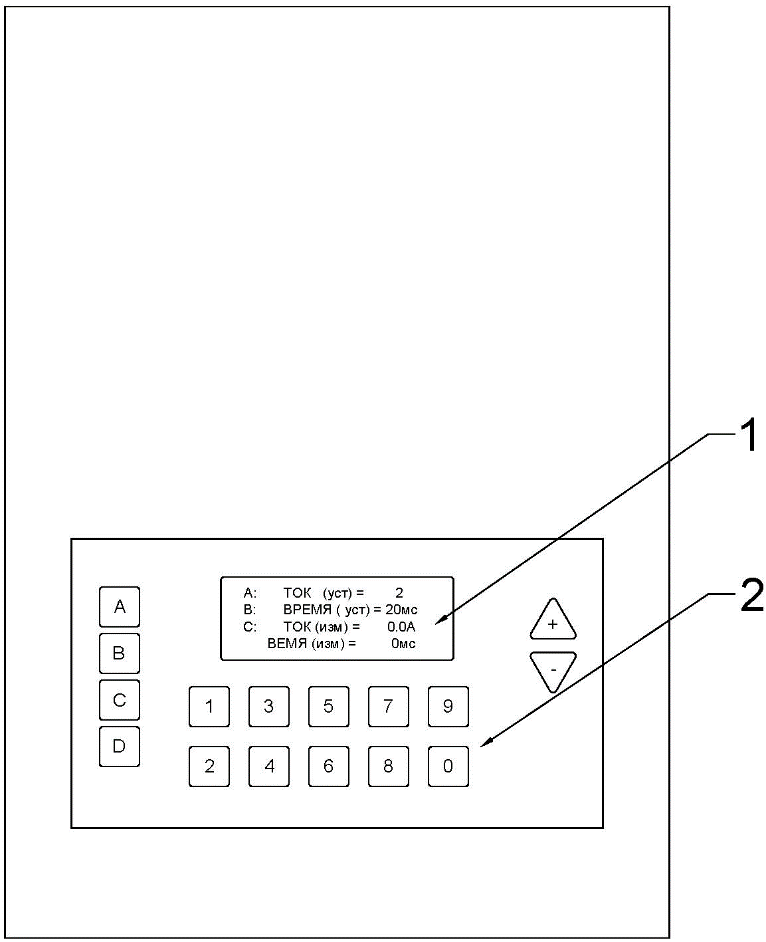 1
2
A: ТОК (уст) = 2
B: ВРЕМЯ ( уст) = 20мс
C: ТОК (изм) = 0.0А
ВЕМЯ (изм) = 0мс
A
B
C
D
+
-
1 3 5 7 9
2 4 6 8 0